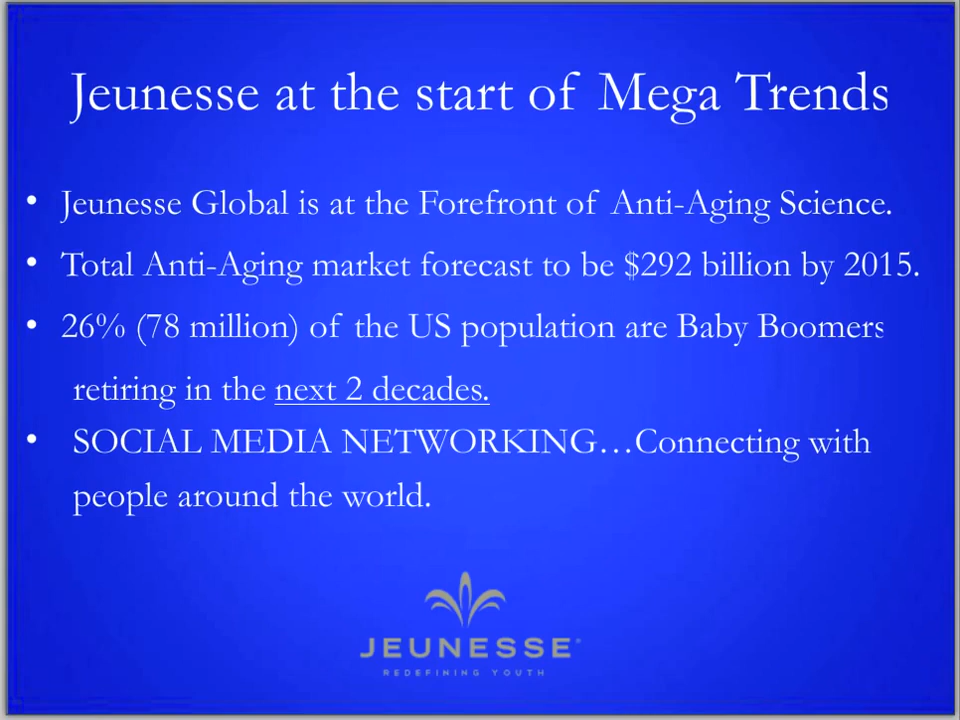 Jeunesse at the start of Mega Trends
• Jeunesse Global is at the Forefront of Anti-Aging Science.
• Total Anti-Aging market forecast to be $292 billion by 2015.
• 26% (78 million) of the US population are Baby Boomers
retiring in the next 2 decades.
• SOCIAL MEDIA NETWORKING…Connecting with
people around the world.
JEUNESSE®
REDEFINING YOUTH